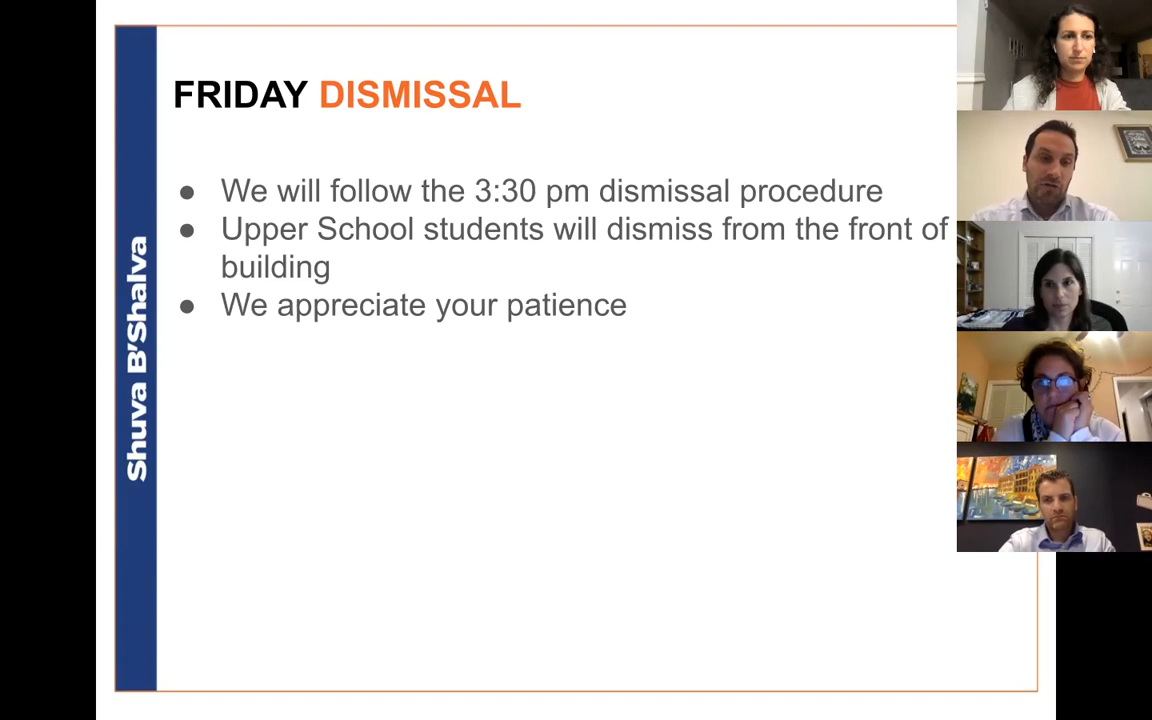 FRIDAY DISMISSAL
● We will follow the 3:30 pm dismissal procedure
● Upper School students will dismiss from the front of
building
● We appreciate your patience
Shuva B'Shalva